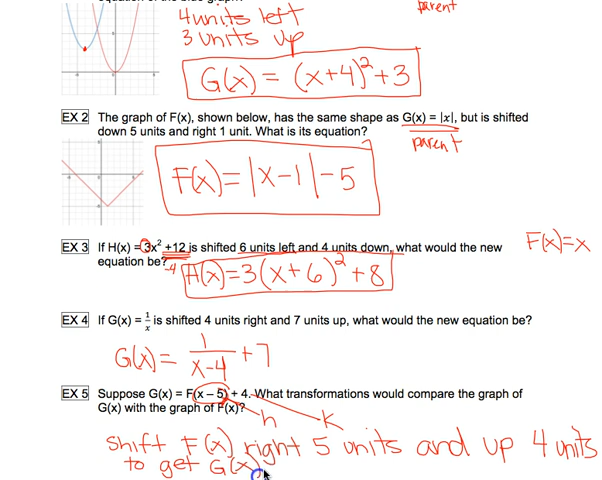 equation of the blue graph?
parent
4 units left
3 units up
G(x) = (x+4)² + 3
EX 2 The graph of F(x), shown below, has the same shape as G(x) = |x|, but is shifted
down 5 units and right 1 unit. What is its equation?
parent
F(x) = |x-1| - 5
EX 3 If H(x) = 3x² +12 is shifted 6 units left and 4 units down, what would the new
equation be?
-4
F(x)=x
H(x) = 3(x+6)² + 8
EX 4 If G(x) = 1/x is shifted 4 units right and 7 units up, what would the new equation be?
G(x) = 1/(x-4) + 7
EX 5 Suppose G(x) = F(x – 5) + 4. What transformations would compare the graph of
G(x) with the graph of F(x)?
h k
Shift F(x) right 5 units and up 4 units
to get G(x)